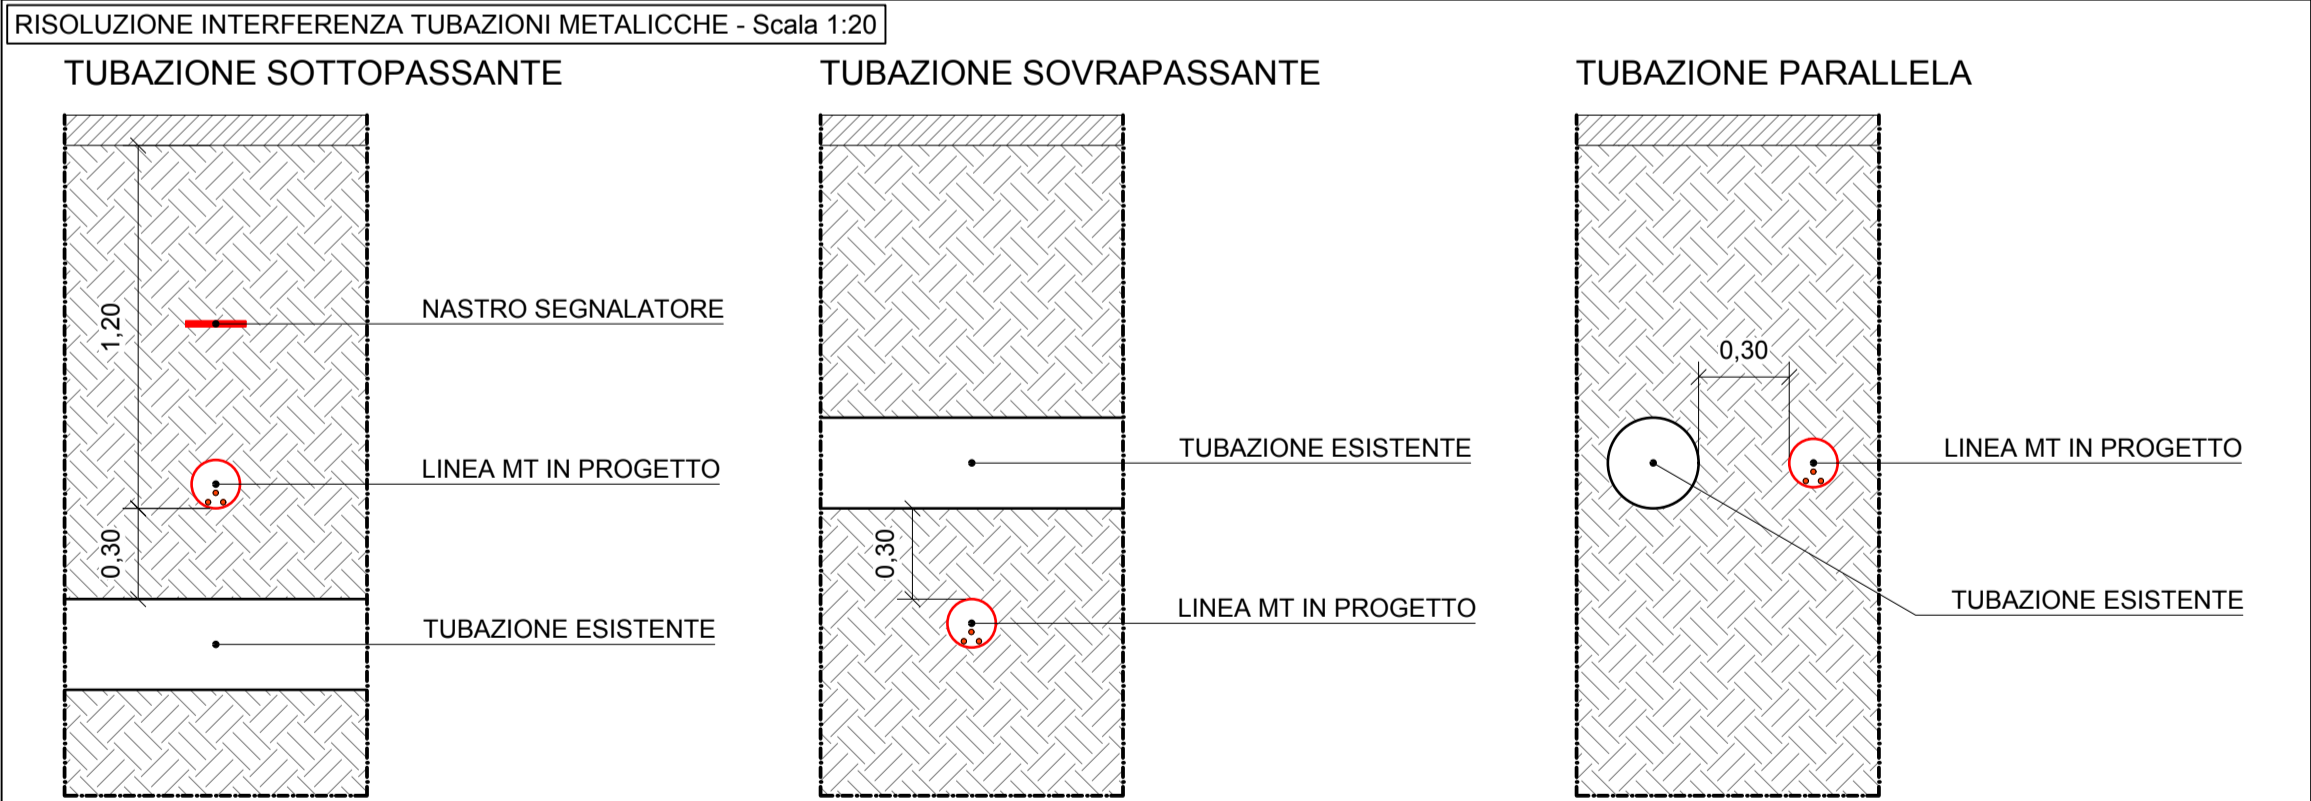 RISOLUZIONE INTERFERENZA TUBAZIONI METALICCHE - Scala 1:20
TUBAZIONE SOTTOPASSANTE
1,20
NASTRO SEGNALATORE
LINEA MT IN PROGETTO
0,30
TUBAZIONE ESISTENTE
TUBAZIONE SOVRAPASSANTE
TUBAZIONE ESISTENTE
0,30
LINEA MT IN PROGETTO
TUBAZIONE PARALLELA
0,30
LINEA MT IN PROGETTO
TUBAZIONE ESISTENTE